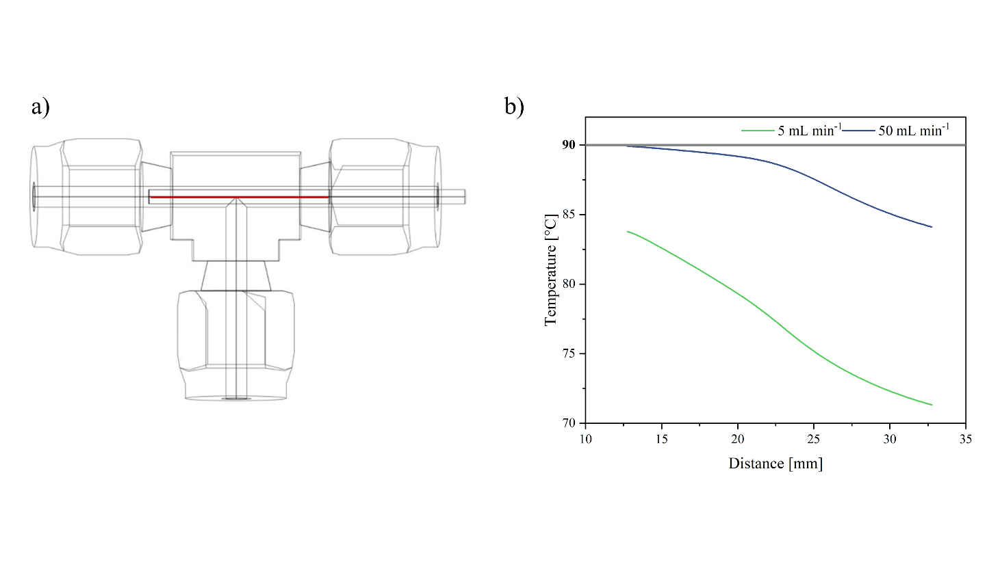 a)
b)
5 mL min⁻¹ 50 mL min⁻¹
90
85
80
75
70
Temperature [°C]
10 15 20 25 30 35
Distance [mm]